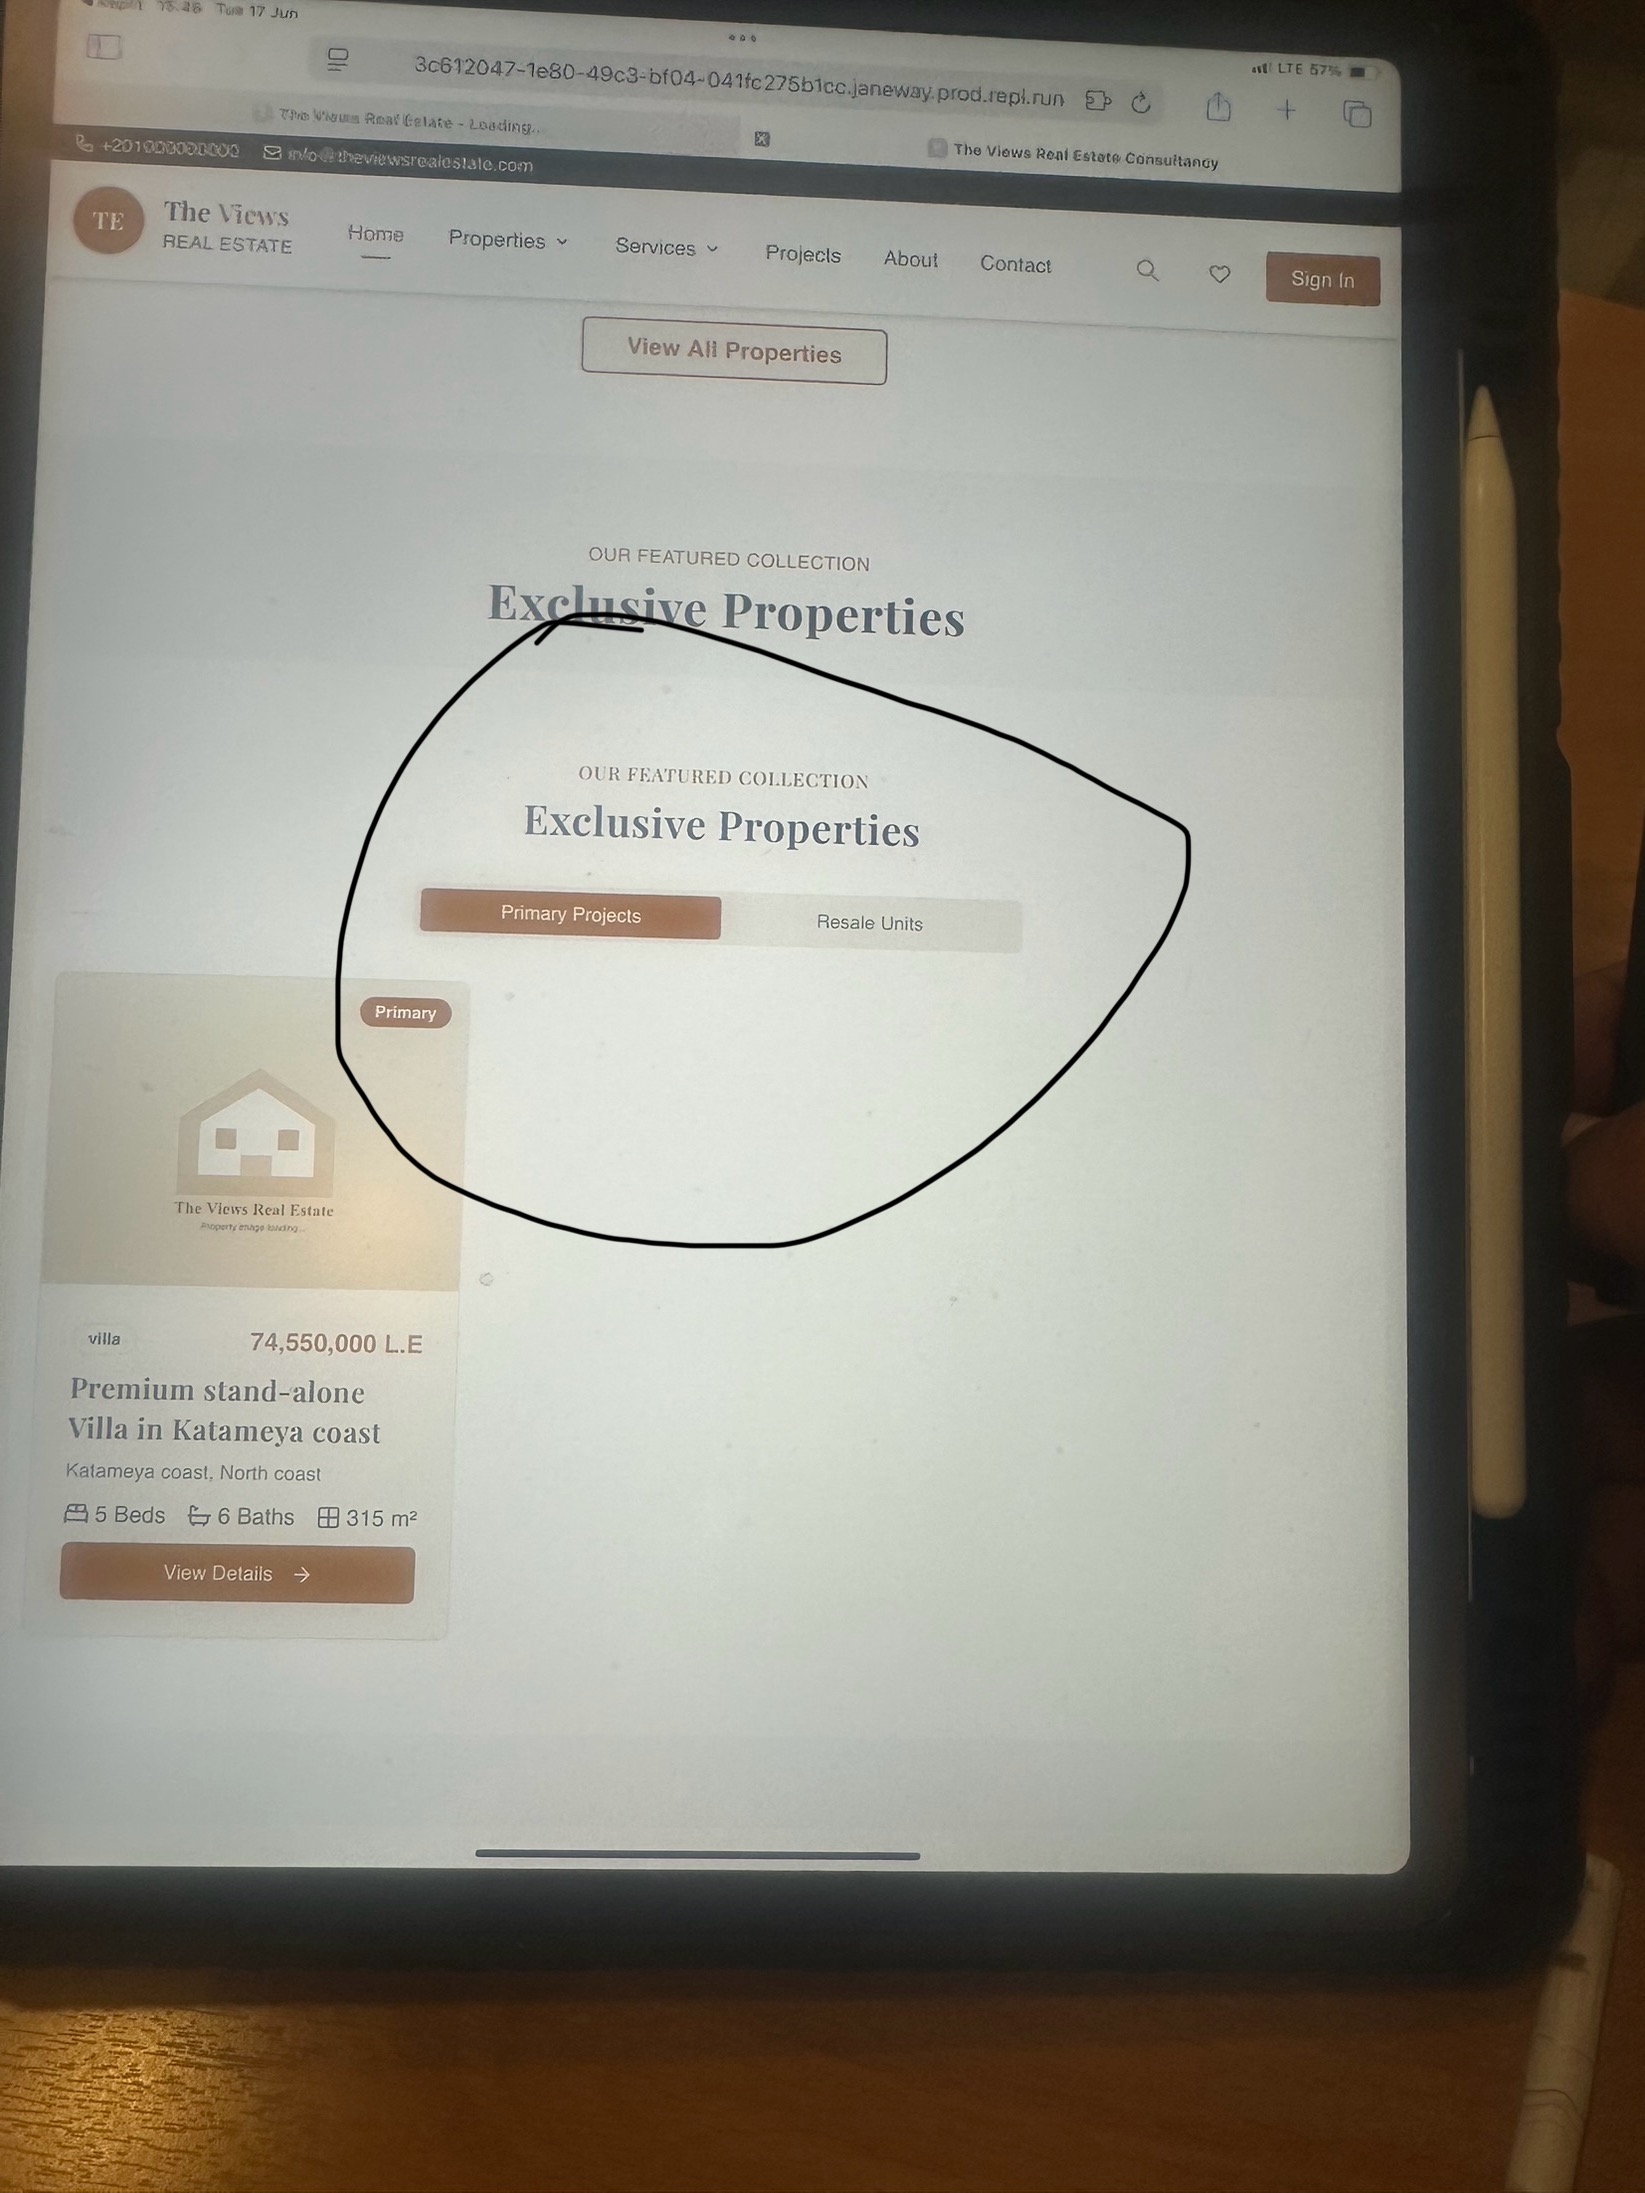 15:46 Tue 17 Jun
LTE 57%
3c612047-1e80-49c3-bf04-041fc275b1cc.janeway.prod.repl.run
The Views Real Estate - Loading...
The Views Real Estate Consultancy
+201000000000 info@theviewsrealestate.com
TE
The Views
REAL ESTATE
Home Properties Services Projects About Contact Sign In
View All Properties
OUR FEATURED COLLECTION
Exclusive Properties
OUR FEATURED COLLECTION
Exclusive Properties
Primary Projects Resale Units
Primary
The Views Real Estate
Property image loading...
villa 74,550,000 L.E
Premium stand-alone
Villa in Katameya coast
Katameya coast, North coast
5 Beds 6 Baths 315 m²
View Details →